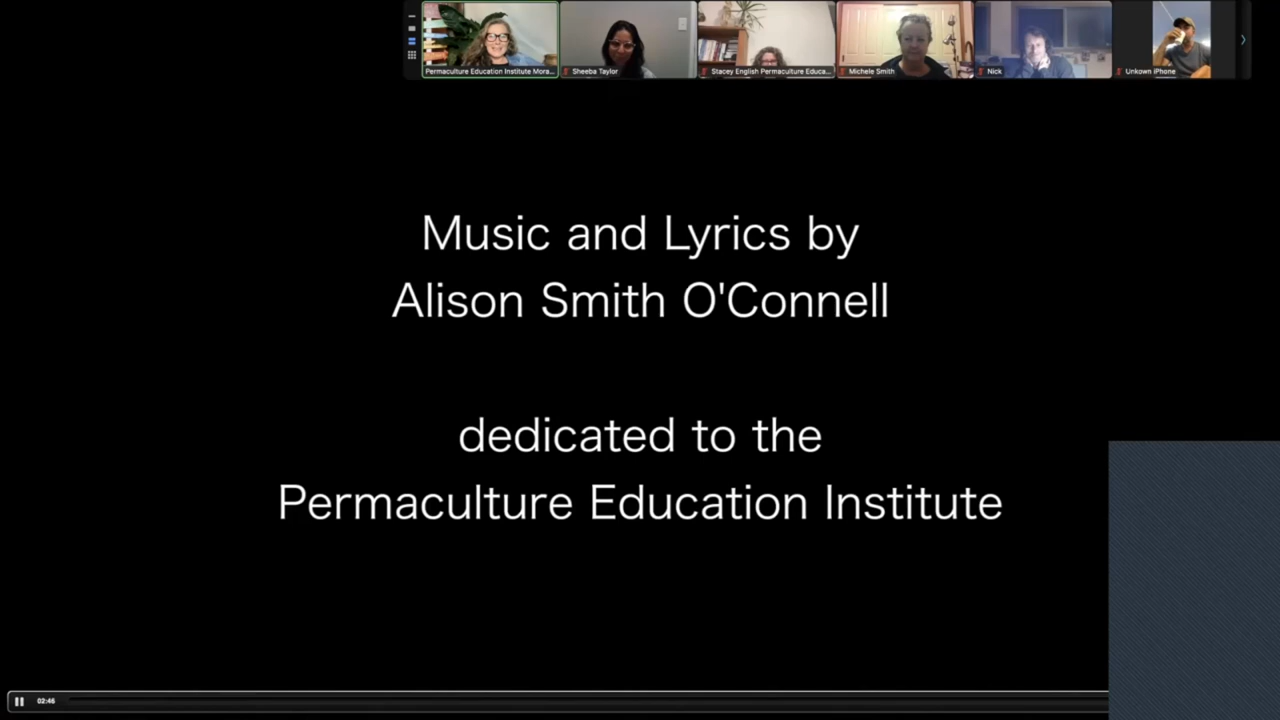 Permaculture Education Institute Mora...
Sheeba Taylor
Stacey English Permaculture Educa...
Michele Smith
Nick
Unkown iPhone
Music and Lyrics by
Alison Smith O'Connell
dedicated to the
Permaculture Education Institute
02:46